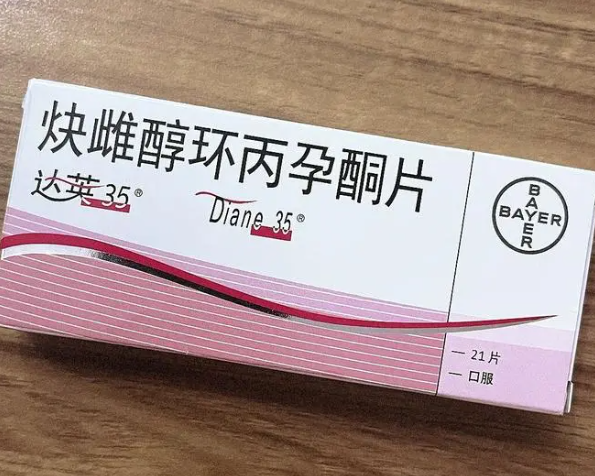 炔雌醇环丙孕酮片
达英 35®
Diane 35®
BAYER
BAYER
— 21片
— 口服